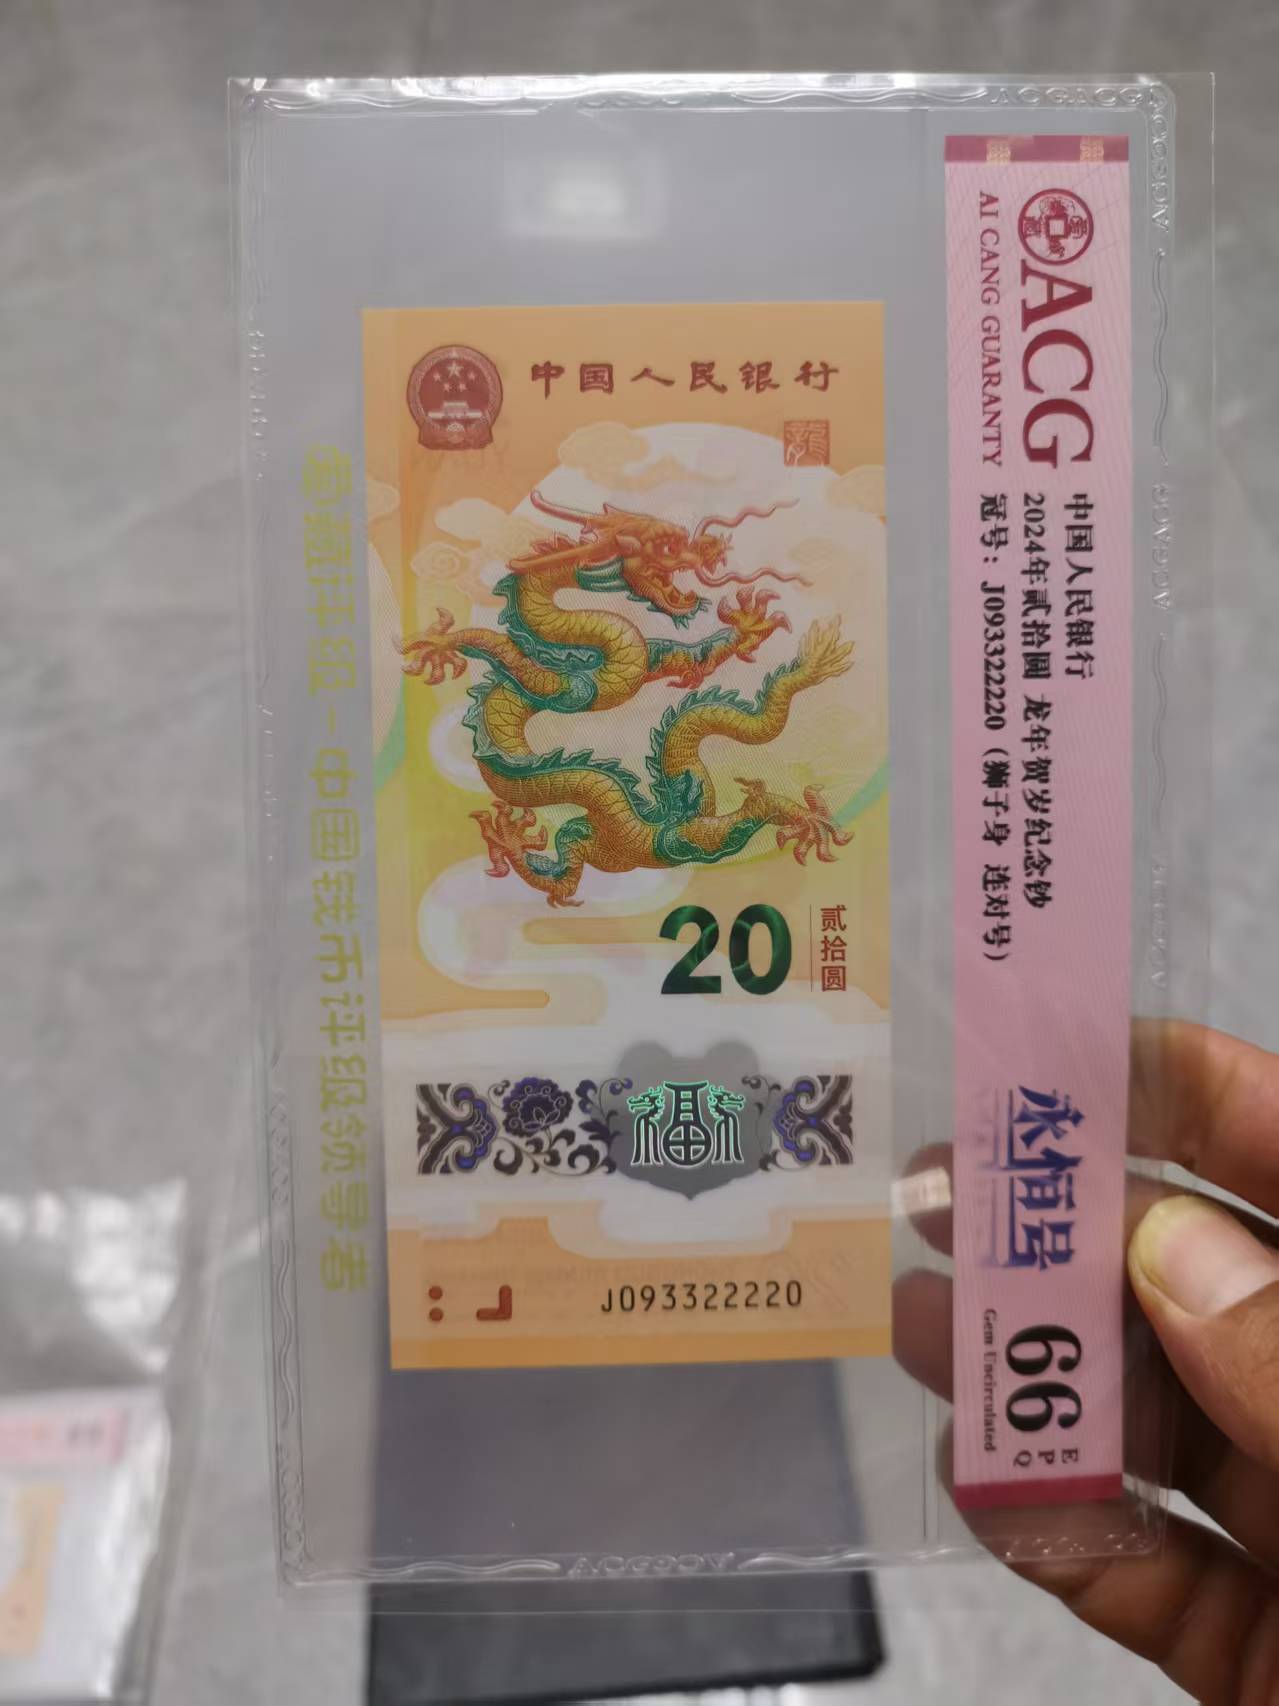 中国人民银行
龍
20
贰拾圆
福
J093322220
ACG
AI CANG GUARANTY
中国人民银行
2024年贰拾圆 龙年贺岁纪念钞
冠号：J093322220（狮子身 连对号）
永恒号
66
EPQ
Gem Uncirculated
爱藏评级－中国钱币评级领导者
ACGACG